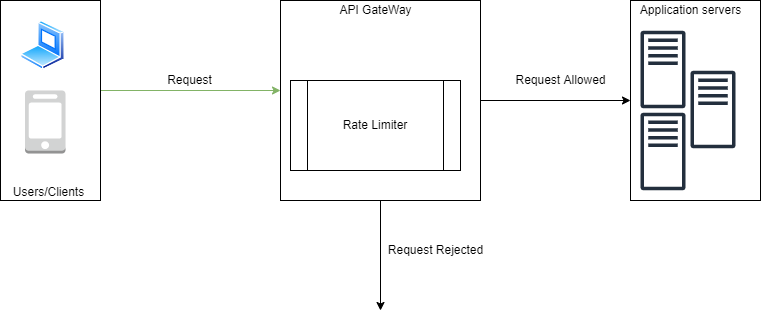 API GateWay
Application servers
Request
Request Allowed
Rate Limiter
Users/Clients
Request Rejected